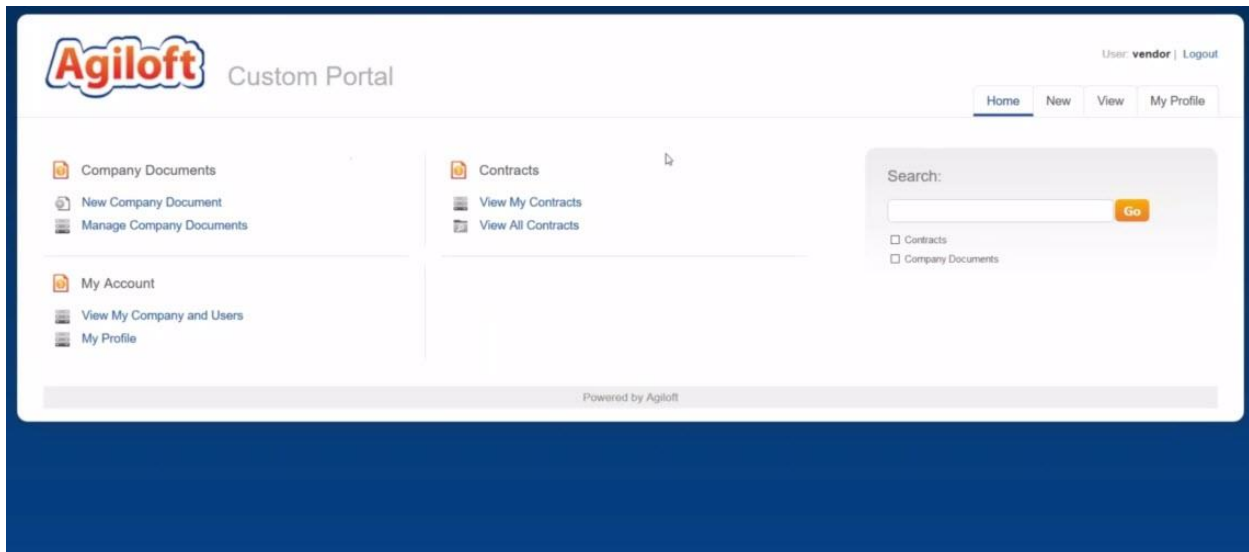 Agiloft
Custom Portal
User: vendor | Logout
Home New View My Profile
Company Documents
New Company Document
Manage Company Documents
Contracts
View My Contracts
View All Contracts
Search:
Go
Contracts
Company Documents
My Account
View My Company and Users
My Profile
Powered by Agiloft